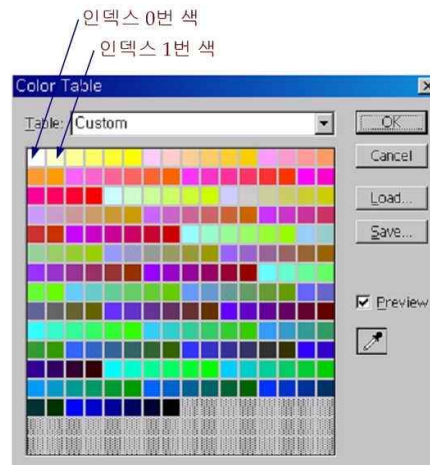 인덱스 0번 색
인덱스 1번 색
Color Table
Table: Custom
OK
Cancel
Load...
Save...
Preview